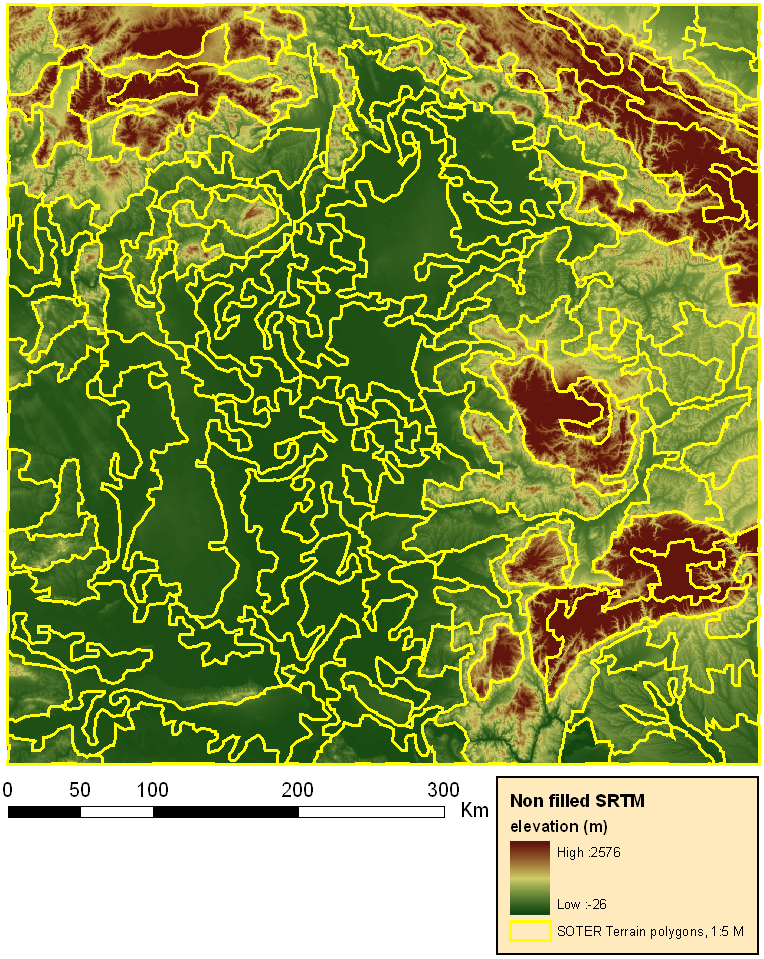 0 50 100 200 300
Km
Non filled SRTM
elevation (m)
High :2576
Low :-26
SOTER Terrain polygons, 1:5 M